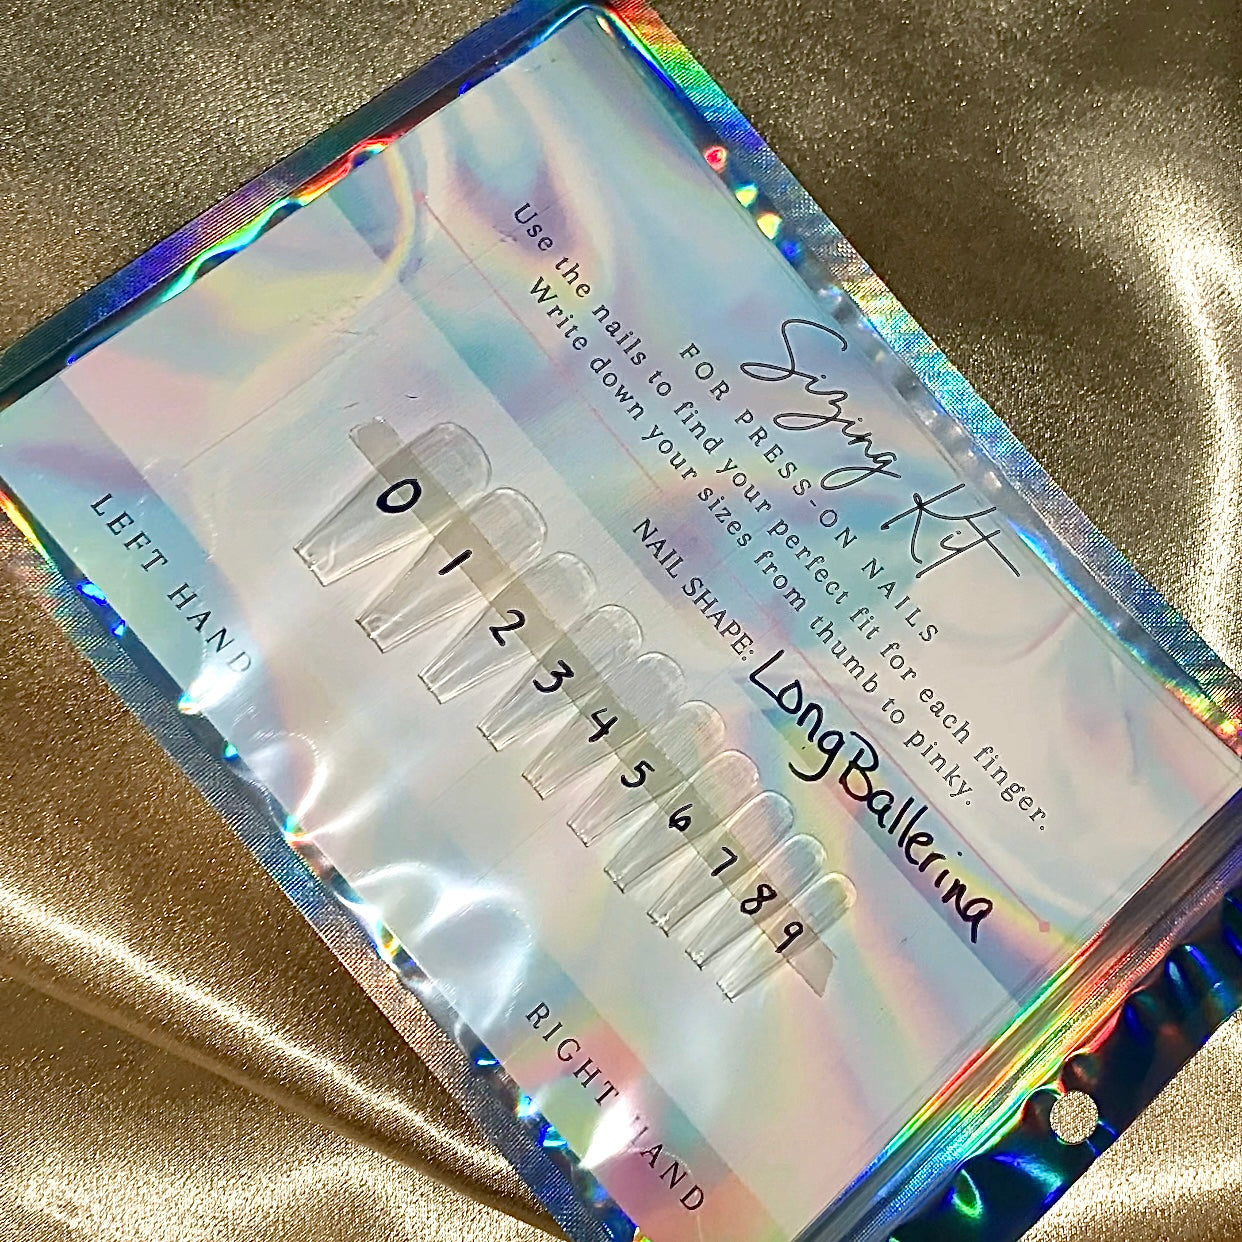 Sizing Kit
FOR PRESS-ON NAILS
Use the nails to find your perfect fit for each finger.
Write down your sizes from thumb to pinky.
NAIL SHAPE: Long Ballerina
0 1 2 3 4 5 6 7 8 9
LEFT HAND
RIGHT HAND